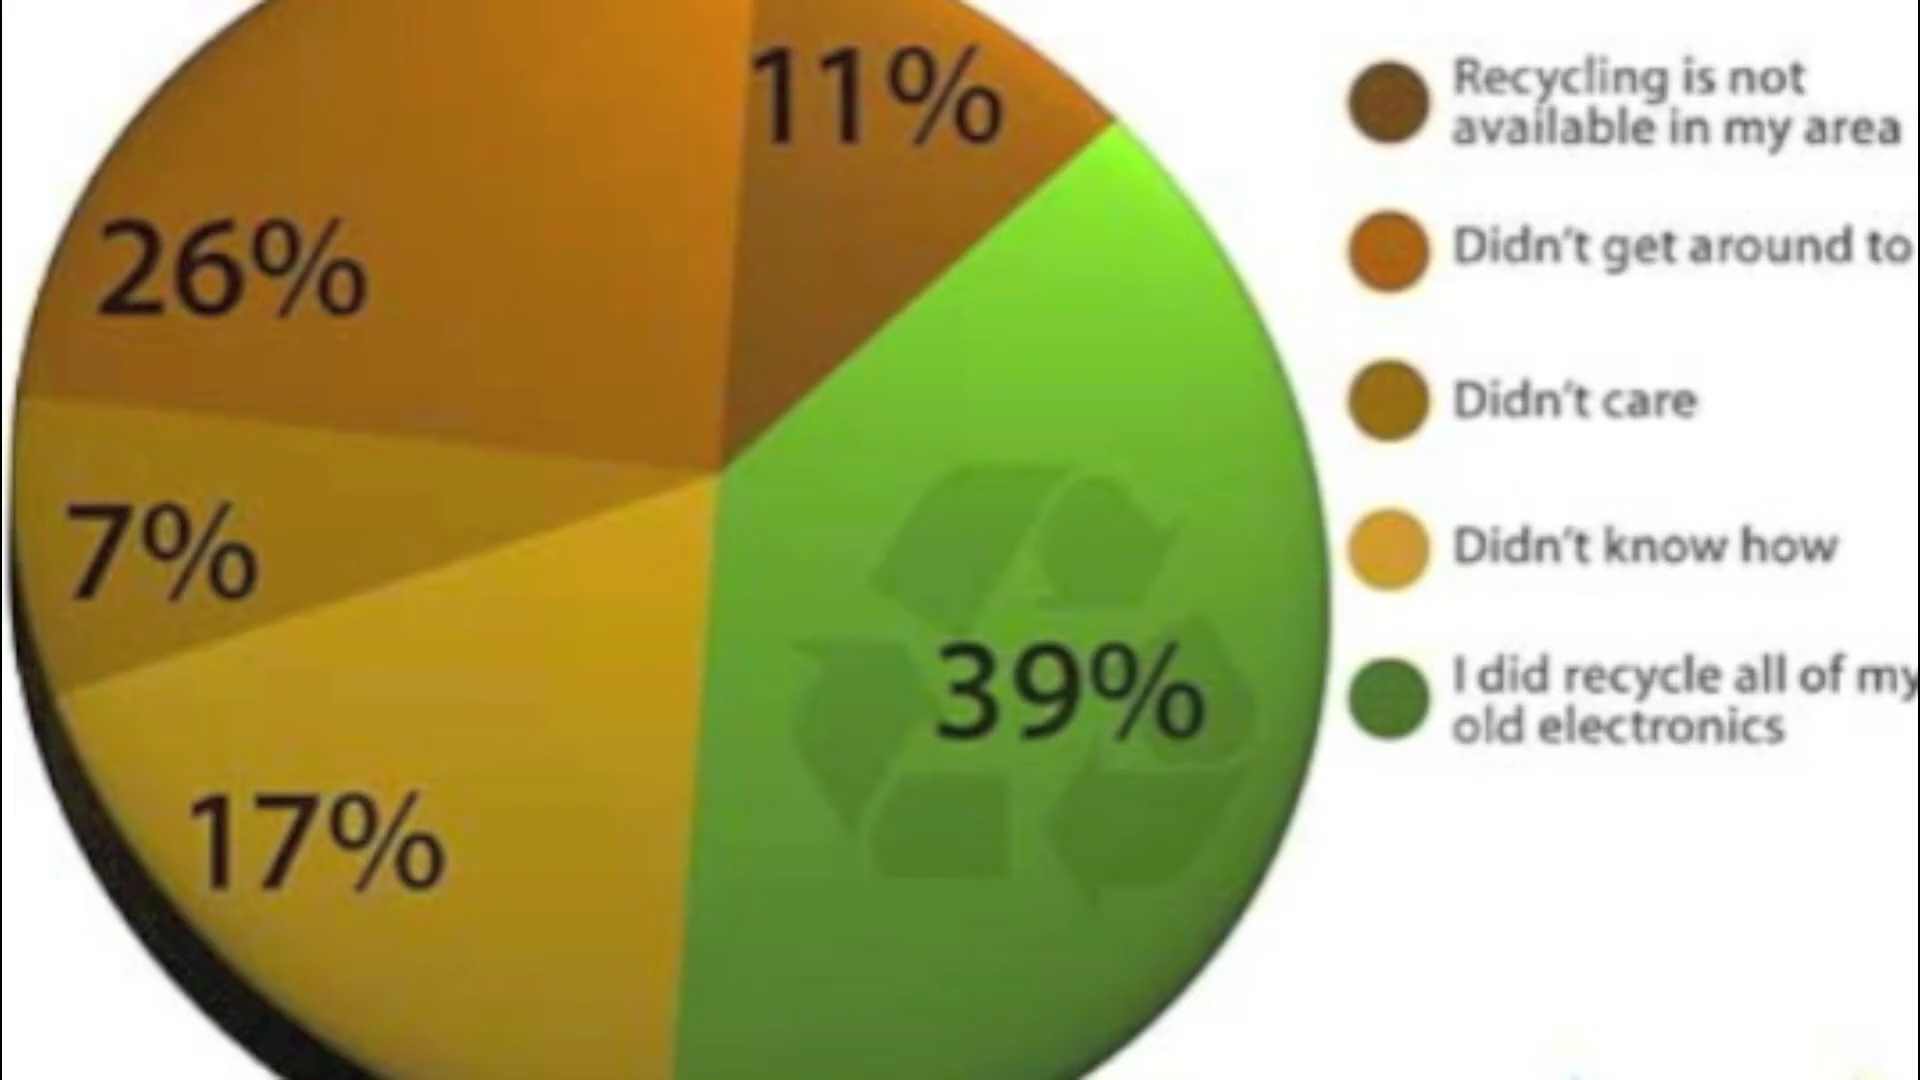 11%
26%
7%
17%
39%
Recycling is not
available in my area
Didn't get around to
Didn't care
Didn't know how
I did recycle all of my
old electronics